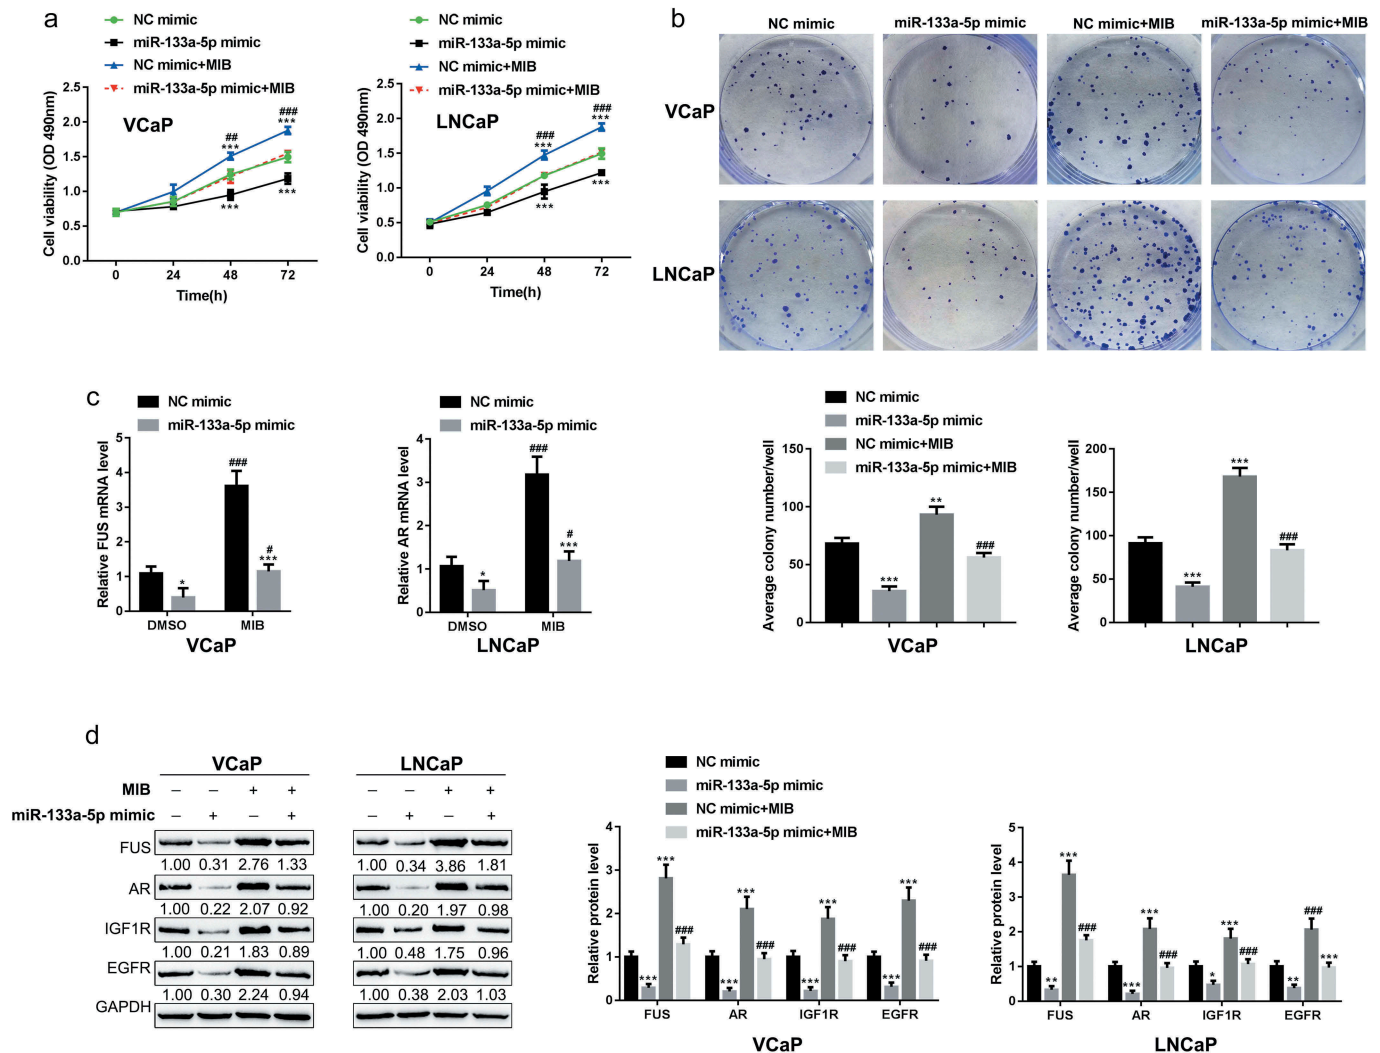 a
NC mimic
miR-133a-5p mimic
NC mimic+MIB
miR-133a-5p mimic+MIB
Cell viability (OD 490nm)
2.5
2.0
1.5
1.0
0.5
0.0
VCaP
##
***
###
***
***
***
0 24 48 72
Time(h)
NC mimic
miR-133a-5p mimic
NC mimic+MIB
miR-133a-5p mimic+MIB
Cell viability (OD 490nm)
2.5
2.0
1.5
1.0
0.5
0.0
LNCaP
###
***
###
***
***
***
0 24 48 72
Time(h)
b
NC mimic miR-133a-5p mimic NC mimic+MIB miR-133a-5p mimic+MIB
VCaP
LNCaP
NC mimic
miR-133a-5p mimic
NC mimic+MIB
miR-133a-5p mimic+MIB
Average colony number/well
150
100
50
0
***
**
###
VCaP
Average colony number/well
200
150
100
50
0
***
***
###
LNCaP
c
NC mimic
miR-133a-5p mimic
Relative FUS mRNA level
5
4
3
2
1
0
*
###
#
***
DMSO MIB
VCaP
NC mimic
miR-133a-5p mimic
Relative AR mRNA level
4
3
2
1
0
*
###
#
***
DMSO MIB
LNCaP
d
VCaP LNCaP
MIB − − + + − − + +
miR-133a-5p mimic − + − + − + − +
FUS
1.00 0.31 2.76 1.33 1.00 0.34 3.86 1.81
AR
1.00 0.22 2.07 0.92 1.00 0.20 1.97 0.98
IGF1R
1.00 0.21 1.83 0.89 1.00 0.48 1.75 0.96
EGFR
1.00 0.30 2.24 0.94 1.00 0.38 2.03 1.03
GAPDH
NC mimic
miR-133a-5p mimic
NC mimic+MIB
miR-133a-5p mimic+MIB
Relative protein level
4
3
2
1
0
*** *** ###
*** *** ###
*** *** ###
*** *** ###
FUS AR IGF1R EGFR
VCaP
Relative protein level
6
5
4
3
2
1
0
** *** ###
*** *** ###
* *** ###
** ### ***
FUS AR IGF1R EGFR
LNCaP